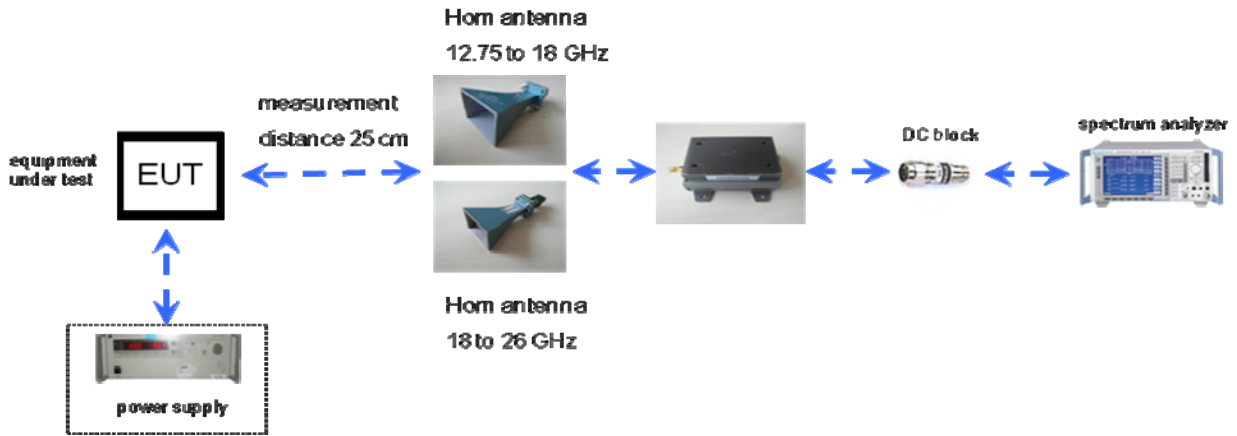 Horn antenna
12.75 to 18 GHz
measurement
distance 25 cm
equipment
under test
EUT
DC block
spectrum analyzer
Horn antenna
18 to 26 GHz
power supply